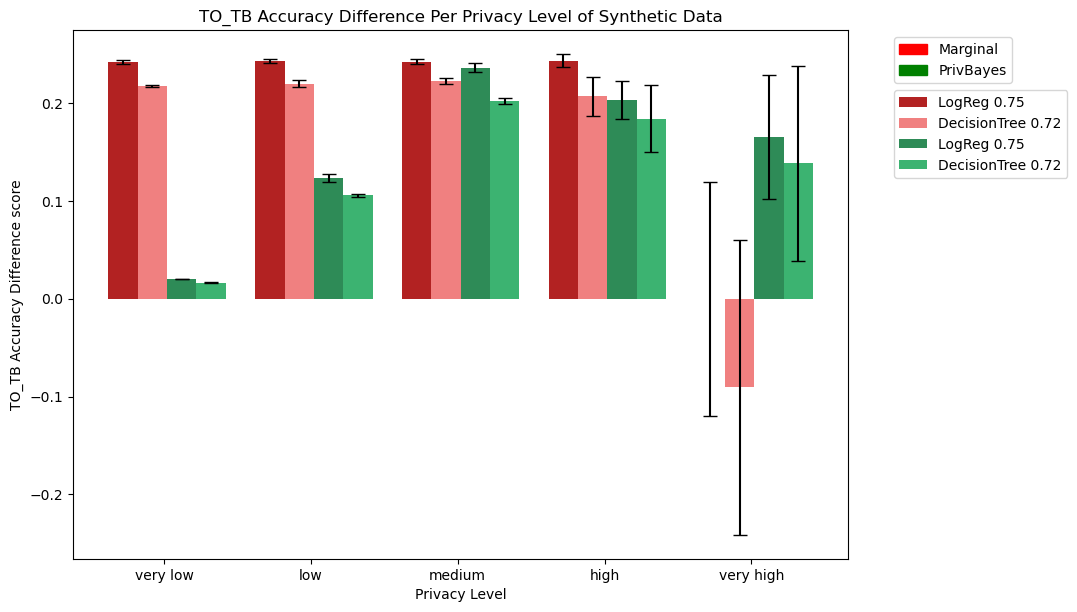 TO_TB Accuracy Difference Per Privacy Level of Synthetic Data
TO_TB Accuracy Difference score
0.2
0.1
0.0
−0.1
−0.2
very low
low
medium
high
very high
Privacy Level
Marginal
PrivBayes
LogReg 0.75
DecisionTree 0.72
LogReg 0.75
DecisionTree 0.72